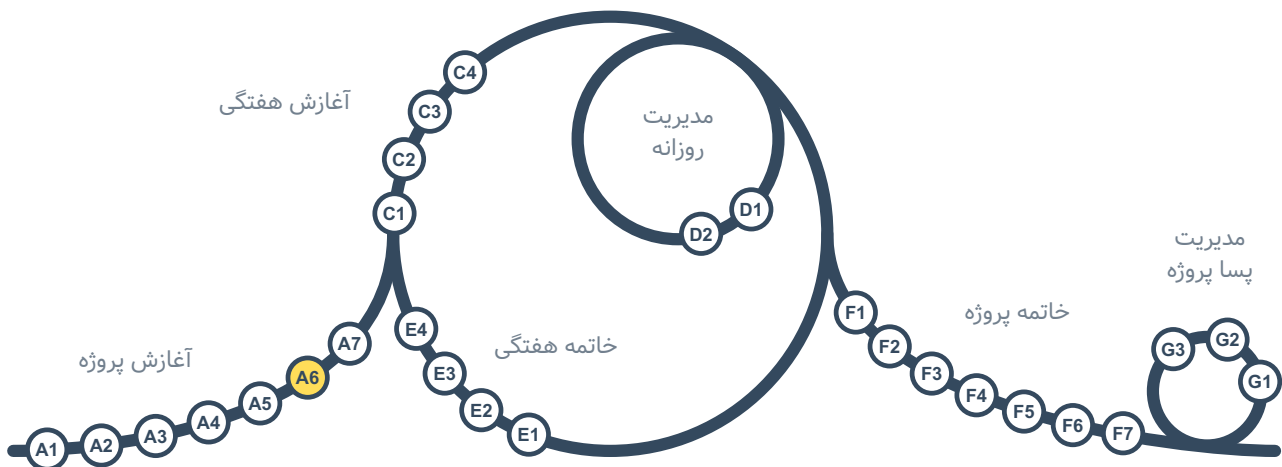 آغازش پروژه
A1
A2
A3
A4
A5
A6
A7
آغازش هفتگی
C1
C2
C3
C4
مدیریت
روزانه
D1
D2
خاتمه هفتگی
E1
E2
E3
E4
خاتمه پروژه
F1
F2
F3
F4
F5
F6
F7
مدیریت
پسا پروژه
G1
G2
G3